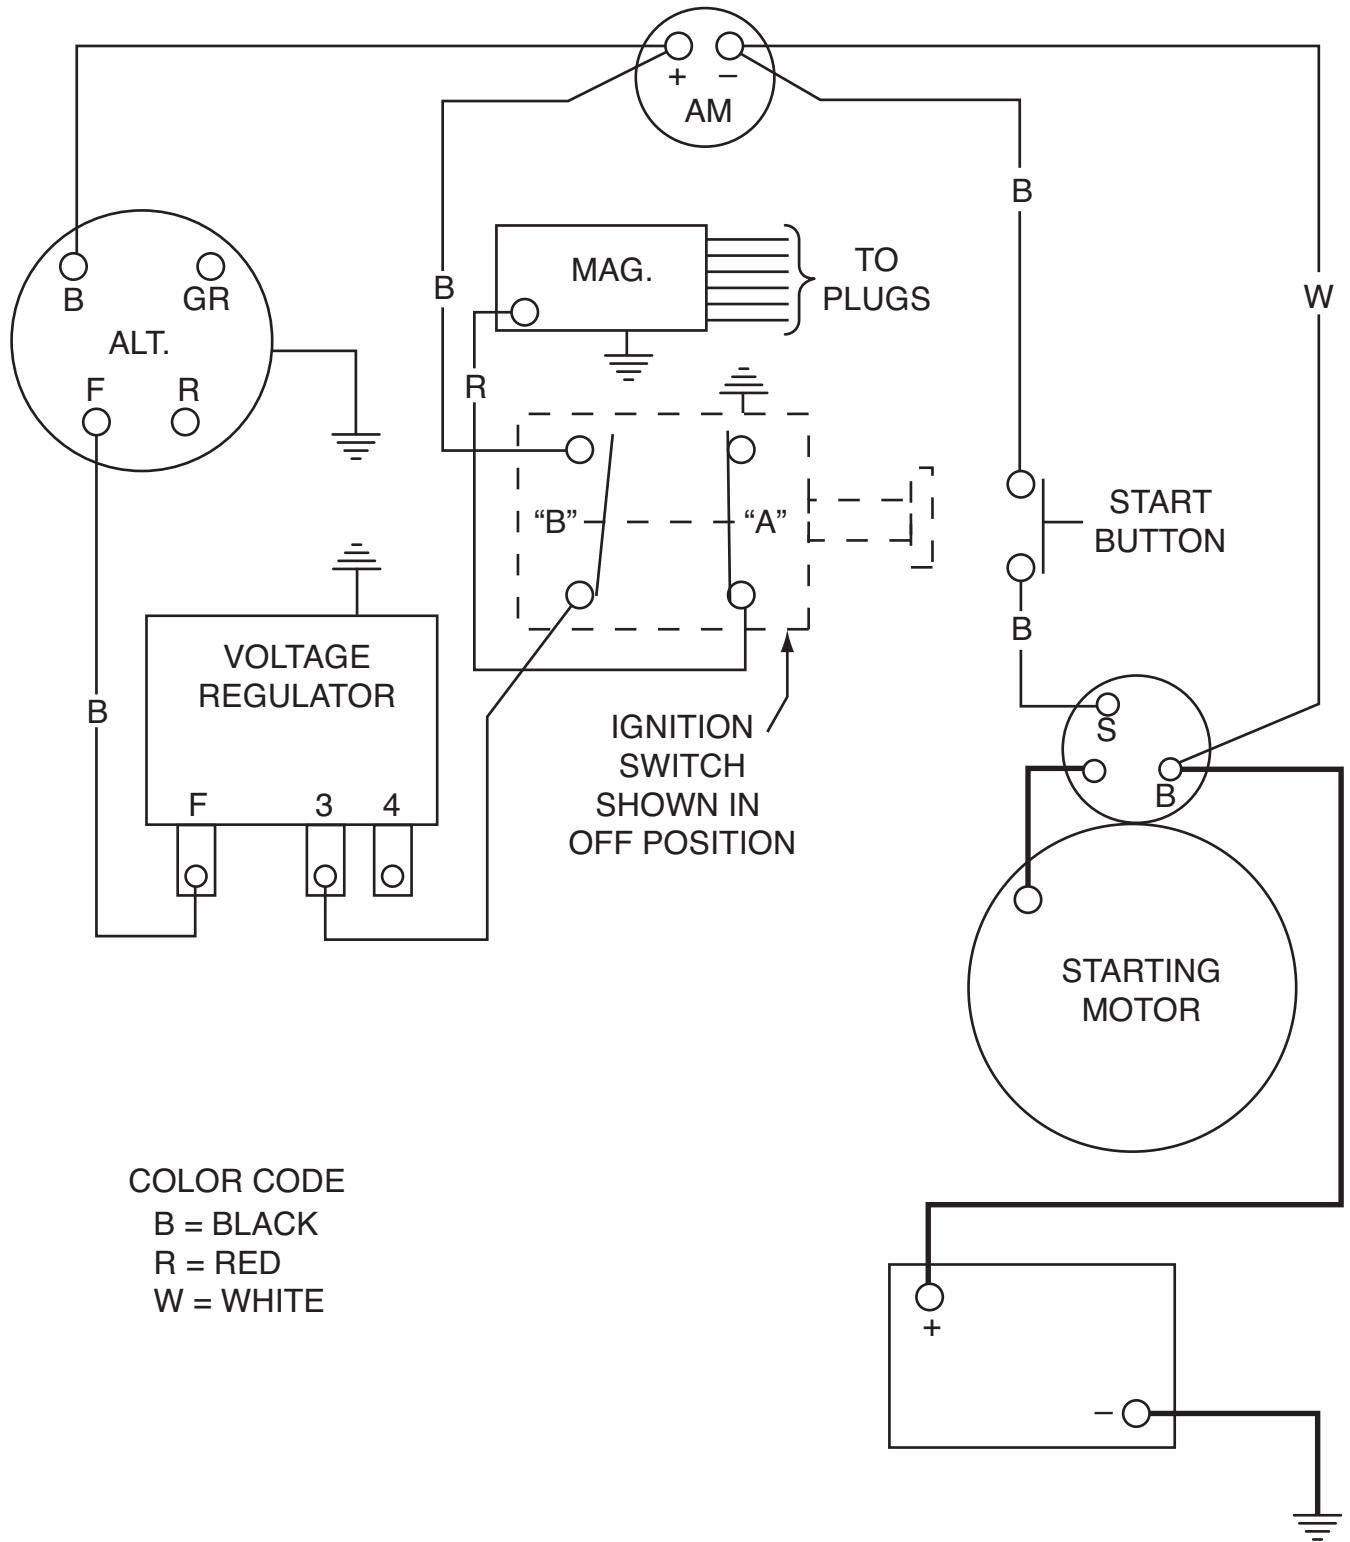 + –
AM
B
B
W
MAG.
TO
PLUGS
B GR
ALT.
F R
R
"B" "A"
START
BUTTON
B
VOLTAGE
REGULATOR
B
F 3 4
IGNITION
SWITCH
SHOWN IN
OFF POSITION
S
B
STARTING
MOTOR
COLOR CODE
B = BLACK
R = RED
W = WHITE
+
–